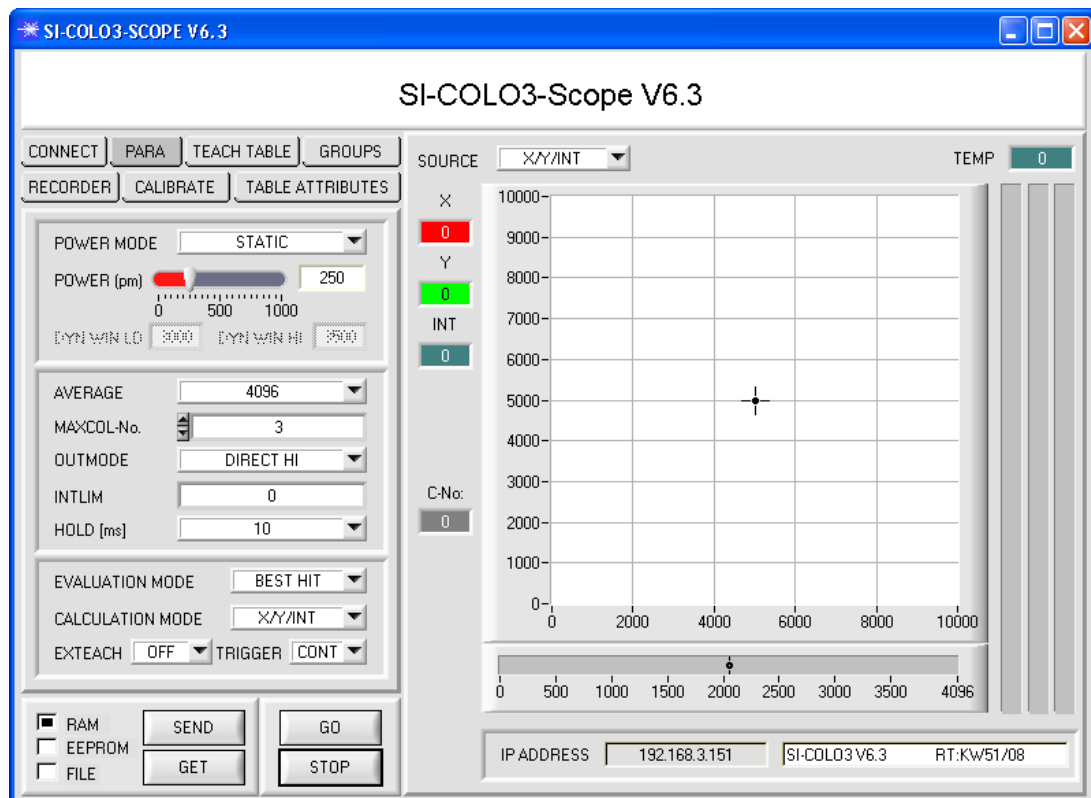 SI-COLO3-SCOPE V6.3
SI-COLO3-Scope V6.3
CONNECT PARA TEACH TABLE GROUPS
RECORDER CALIBRATE TABLE ATTRIBUTES
POWER MODE STATIC
POWER (pm) 250
0 500 1000
DYN WIN LO 3000 DYN WIN HI 3500
AVERAGE 4096
MAXCOL-No. 3
OUTMODE DIRECT HI
INTLIM 0
HOLD [ms] 10
EVALUATION MODE BEST HIT
CALCULATION MODE X/Y/INT
EXTEACH OFF TRIGGER CONT
RAM
EEPROM
FILE
SEND
GET
GO
STOP
SOURCE X/Y/INT
TEMP 0
X
0
Y
0
INT
0
C-No:
0
10000
9000
8000
7000
6000
5000
4000
3000
2000
1000
0
0 2000 4000 6000 8000 10000
0 500 1000 1500 2000 2500 3000 3500 4096
IP ADDRESS 192.168.3.151 SI-COLO3 V6.3 RT:KW51/08